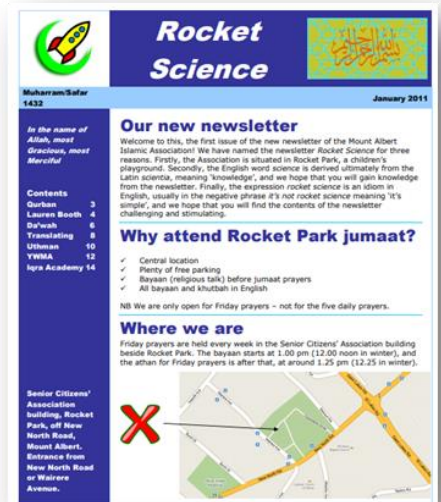 Rocket
Science
Muharram/Safar
1432
January 2011
In the name of
Allah, most
Gracious, most
Merciful
Contents
Qurban 3
Lauren Booth 4
Da'wah 6
Translating 8
Uthman 10
YWMA 12
Iqra Academy 14
Senior Citizens'
Association
building, Rocket
Park, off New
North Road,
Mount Albert.
Entrance from
New North Road
or Wairere
Avenue.
Our new newsletter
Welcome to this, the first issue of the new newsletter of the Mount Albert
Islamic Association! We have named the newsletter Rocket Science for three
reasons. Firstly, the Association is situated in Rocket Park, a children's
playground. Secondly, the English word science is derived ultimately from the
Latin scientia, meaning 'knowledge', and we hope that you will gain knowledge
from the newsletter. Finally, the expression rocket science is an idiom in
English, usually in the negative phrase it's not rocket science meaning 'it's
simple', and we hope that you will find the contents of the newsletter
challenging and stimulating.
Why attend Rocket Park jumaat?
✓ Central location
✓ Plenty of free parking
✓ Bayaan (religious talk) before jumaat prayers
✓ All bayaan and khutbah in English
NB We are only open for Friday prayers – not for the five daily prayers.
Where we are
Friday prayers are held every week in the Senior Citizens' Association building
beside Rocket Park. The bayaan starts at 1.00 pm (12.00 noon in winter), and
the athan for Friday prayers is after that, at around 1.25 pm (12.25 in winter).